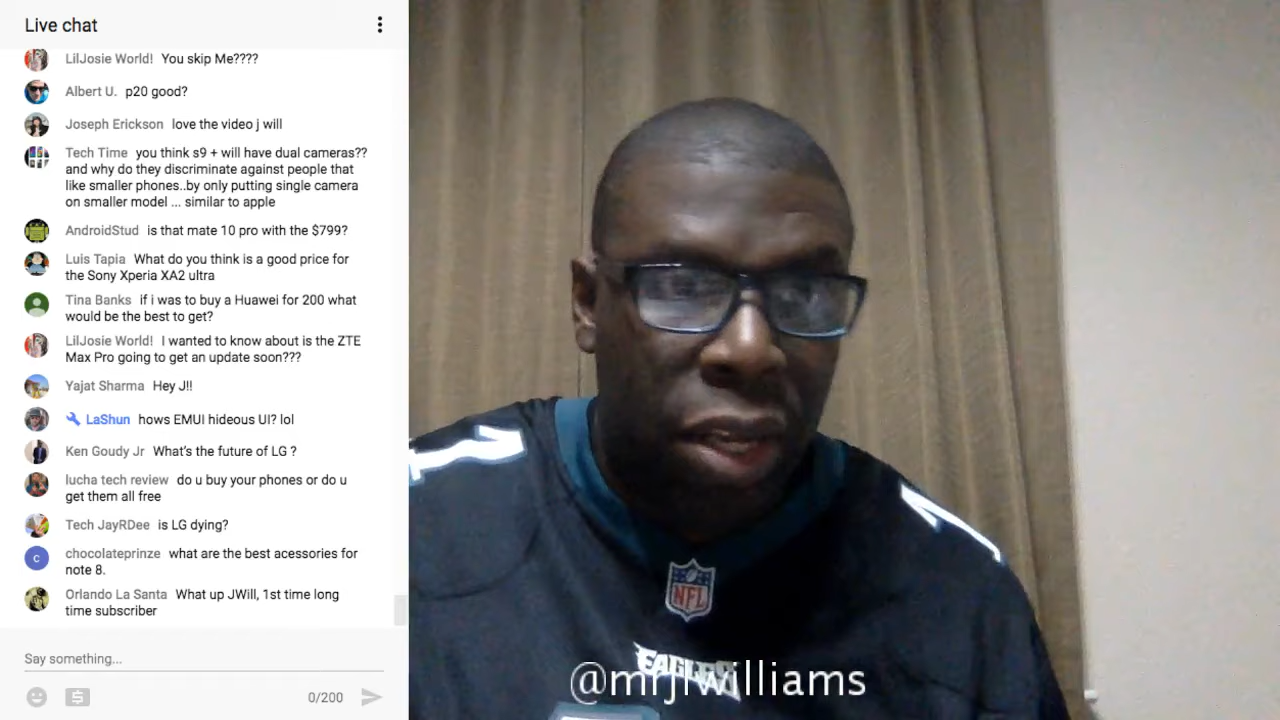 Live chat
LilJosie World! You skip Me????
Albert U. p20 good?
Joseph Erickson love the video j will
Tech Time you think s9 + will have dual cameras??
and why do they discriminate against people that
like smaller phones..by only putting single camera
on smaller model ... similar to apple
AndroidStud is that mate 10 pro with the $799?
Luis Tapia What do you think is a good price for
the Sony Xperia XA2 ultra
Tina Banks if i was to buy a Huawei for 200 what
would be the best to get?
LilJosie World! I wanted to know about is the ZTE
Max Pro going to get an update soon???
Yajat Sharma Hey J!!
LaShun hows EMUI hideous UI? lol
Ken Goudy Jr What's the future of LG ?
lucha tech review do u buy your phones or do u
get them all free
Tech JayRDee is LG dying?
C chocolateprinze what are the best acessories for
note 8.
Orlando La Santa What up JWill, 1st time long
time subscriber
Say something...
$ 0/200
NFL
EAGLES
@mrjlwilliams